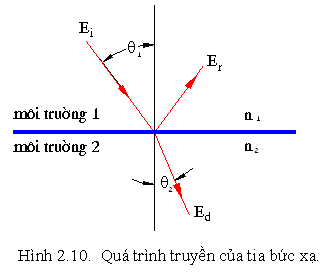 Eᵢ
θ₁
Eᵣ
môi trường 1 n₁
môi trường 2 n₂
θ₂
E_d
Hình 2.10. Quá trình truyền của tia bức xạ.